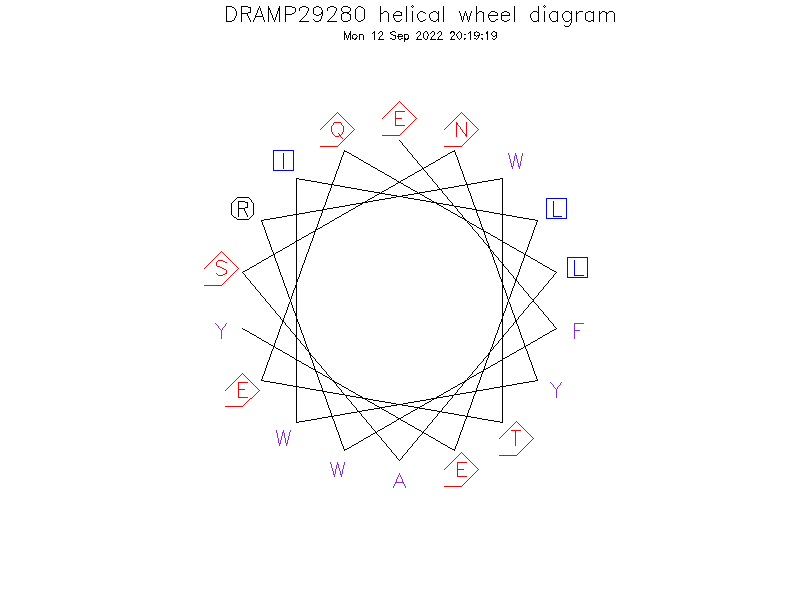 DRAMP29280 helical wheel diagram
Mon 12 Sep 2022 20:19:19
Q E N
I W
R L
S L
Y F
E Y
W T
W A E